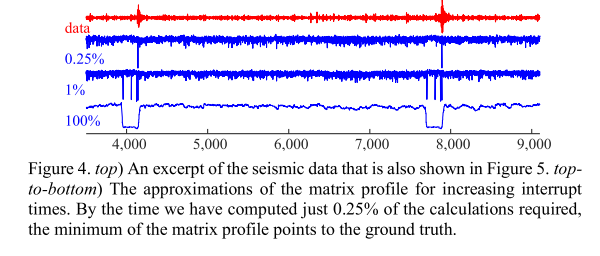 data
0.25%
1%
100%
4,000 5,000 6,000 7,000 8,000 9,000
Figure 4. top) An excerpt of the seismic data that is also shown in Figure 5. top-
to-bottom) The approximations of the matrix profile for increasing interrupt
times. By the time we have computed just 0.25% of the calculations required,
the minimum of the matrix profile points to the ground truth.